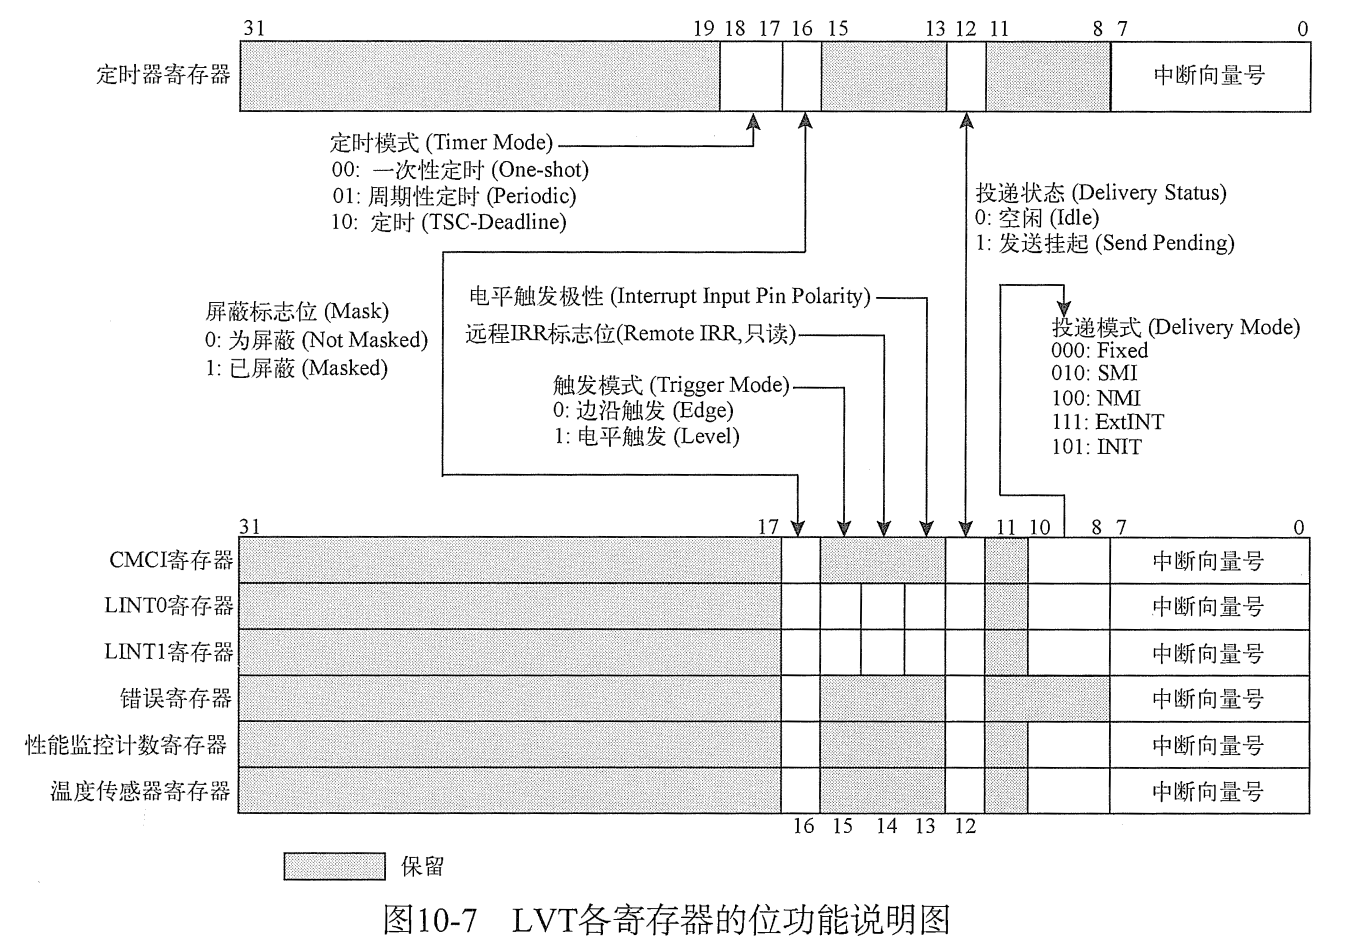 31 19 18 17 16 15 13 12 11 8 7 0
定时器寄存器 中断向量号
定时模式 (Timer Mode)
00: 一次性定时 (One-shot)
01: 周期性定时 (Periodic)
10: 定时 (TSC-Deadline)
投递状态 (Delivery Status)
0: 空闲 (Idle)
1: 发送挂起 (Send Pending)
屏蔽标志位 (Mask)
0: 为屏蔽 (Not Masked)
1: 已屏蔽 (Masked)
电平触发极性 (Interrupt Input Pin Polarity)
远程IRR标志位(Remote IRR,只读)
触发模式 (Trigger Mode)
0: 边沿触发 (Edge)
1: 电平触发 (Level)
投递模式 (Delivery Mode)
000: Fixed
010: SMI
100: NMI
111: ExtINT
101: INIT
31 17 11 10 8 7 0
CMCI寄存器 中断向量号
LINT0寄存器 中断向量号
LINT1寄存器 中断向量号
错误寄存器 中断向量号
性能监控计数寄存器 中断向量号
温度传感器寄存器 中断向量号
16 15 14 13 12
保留
图10-7 LVT各寄存器的位功能说明图